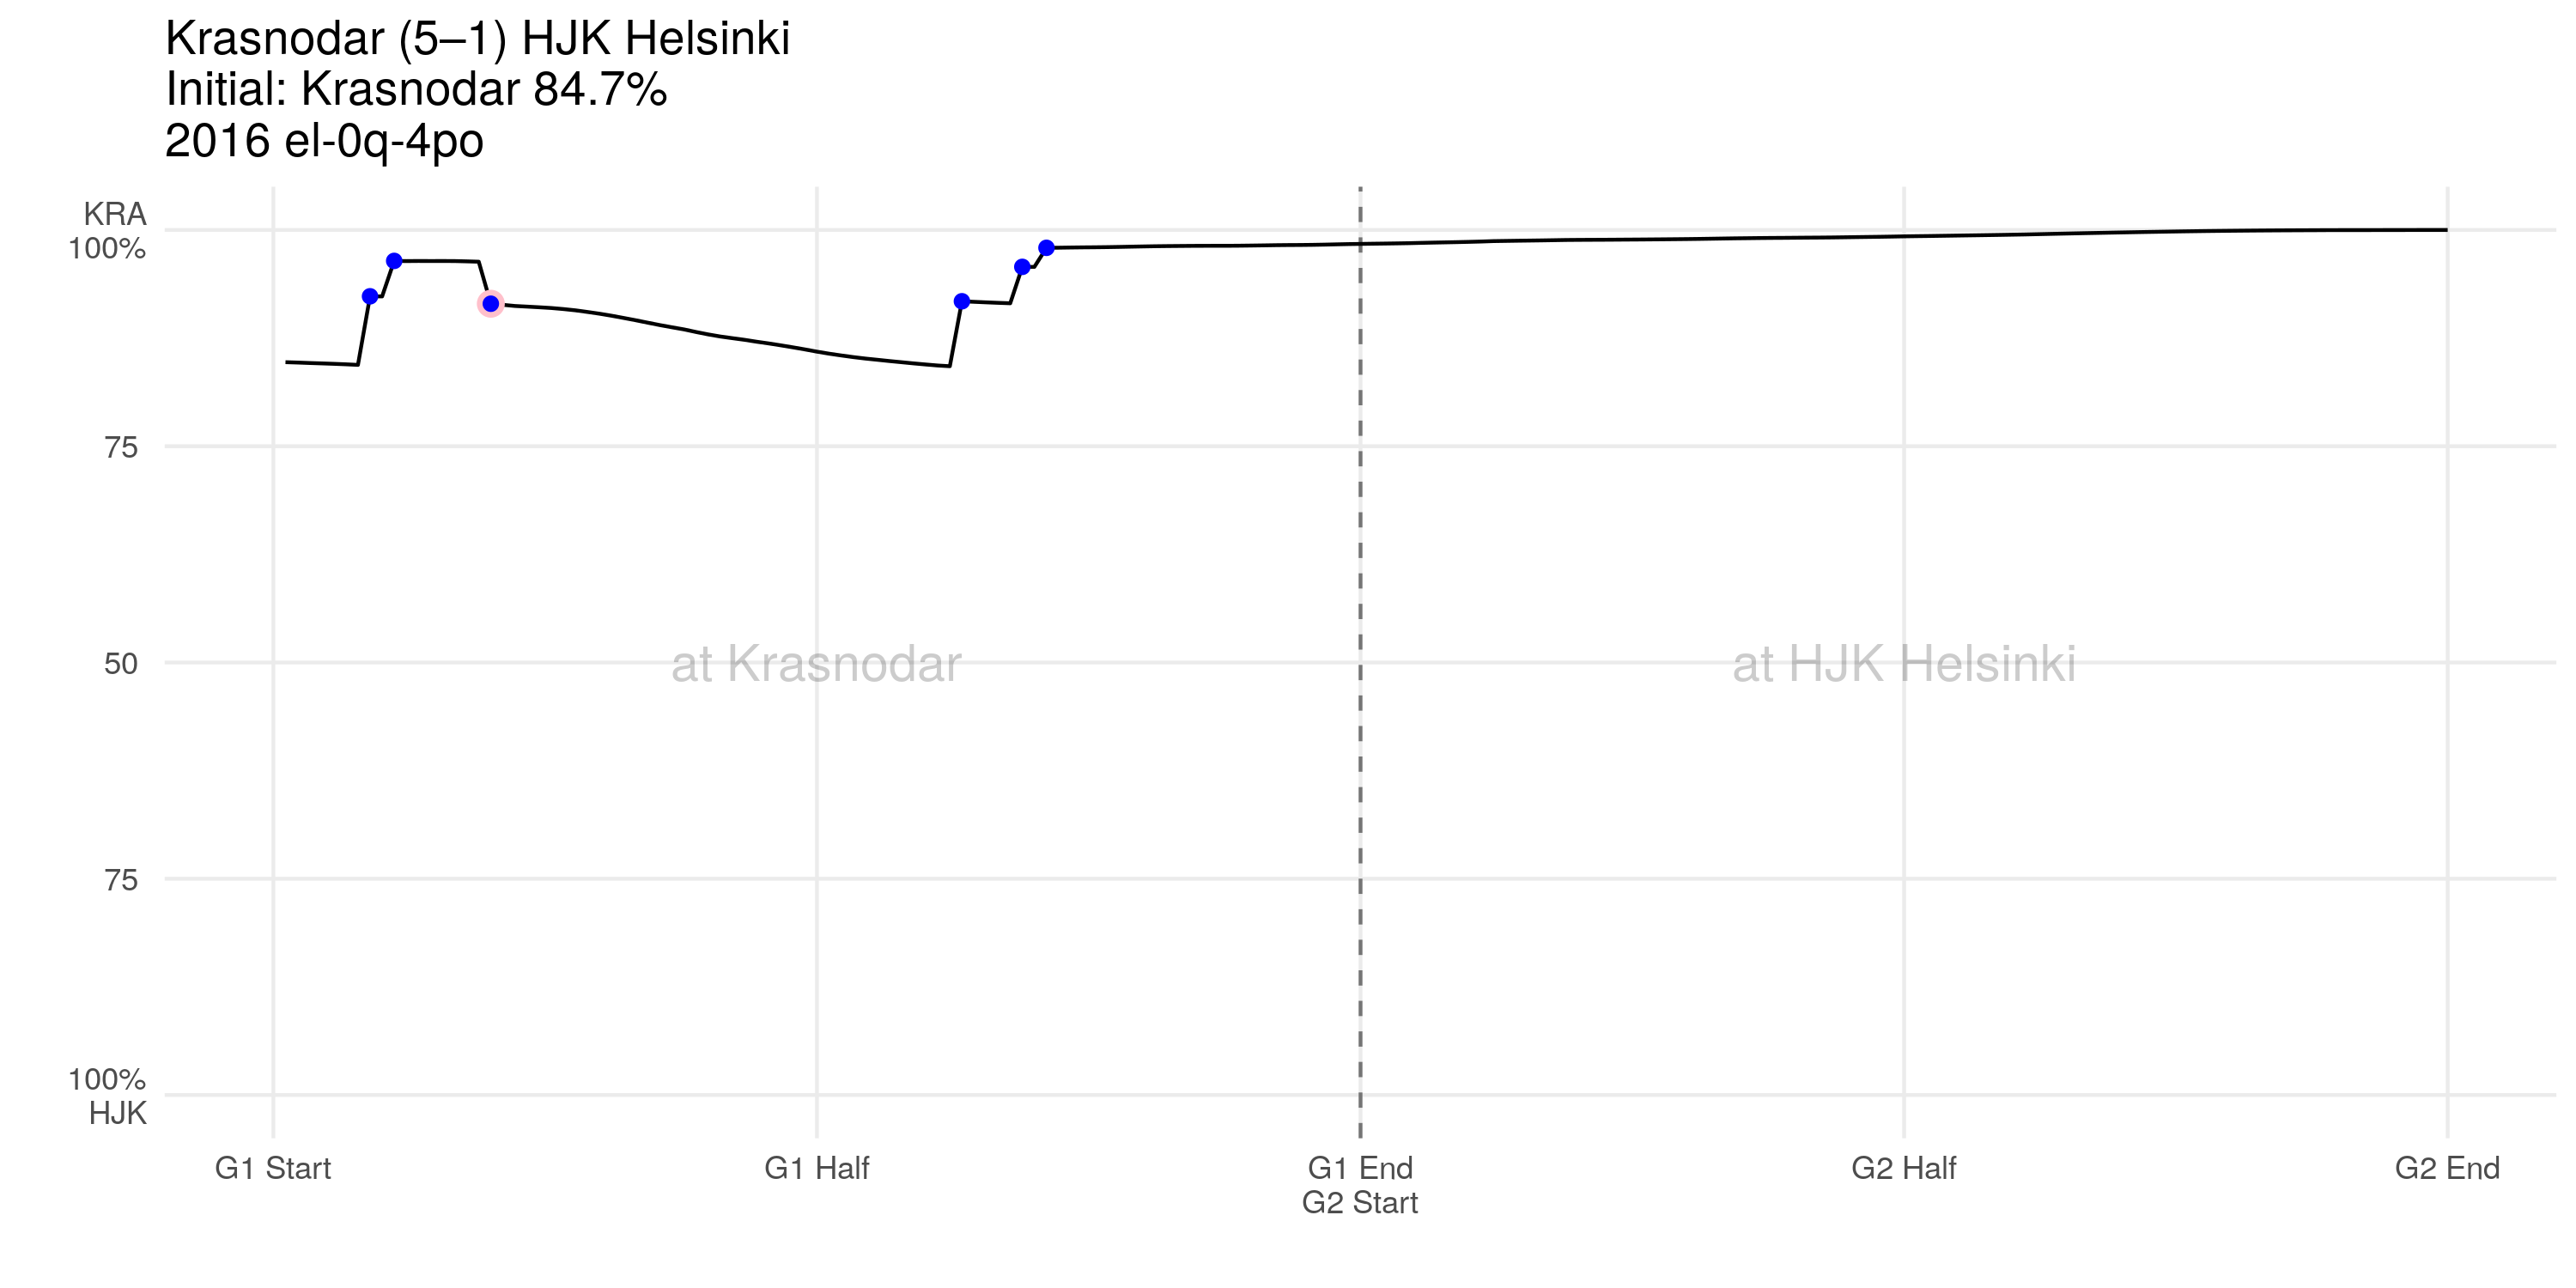 Krasnodar (5–1) HJK Helsinki
Initial: Krasnodar 84.7%
2016 el-0q-4po
KRA
100%
75
50
75
100%
HJK
at Krasnodar
at HJK Helsinki
G1 Start
G1 Half
G1 End
G2 Start
G2 Half
G2 End